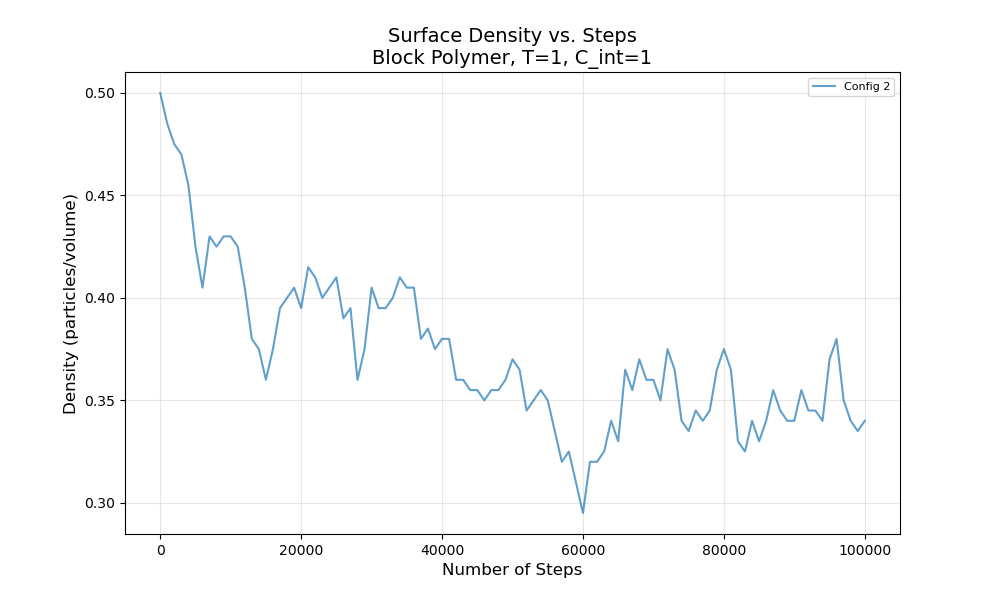 Surface Density vs. Steps
Block Polymer, T=1, C_int=1
Config 2
Density (particles/volume)
0.50
0.45
0.40
0.35
0.30
0
20000
40000
60000
80000
100000
Number of Steps